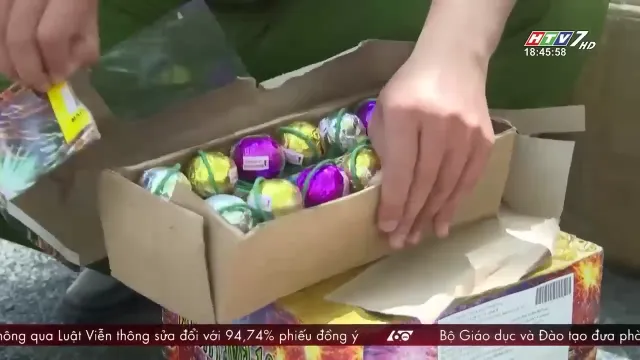 HTV7 HD
18:45:58
hông qua Luật Viễn thông sửa đổi với 94,74% phiếu đồng ý
Bộ Giáo dục và Đào tạo đưa ph